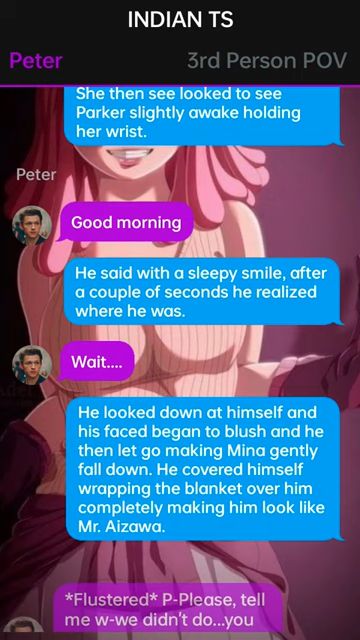 INDIAN TS
Peter
3rd Person POV
She then see looked to see
Parker slightly awake holding
her wrist.
Peter
Good morning
He said with a sleepy smile, after
a couple of seconds he realized
where he was.
Wait....
He looked down at himself and
his faced began to blush and he
then let go making Mina gently
fall down. He covered himself
wrapping the blanket over him
completely making him look like
Mr. Aizawa.
*Flustered* P-Please, tell
me w-we didn't do...you